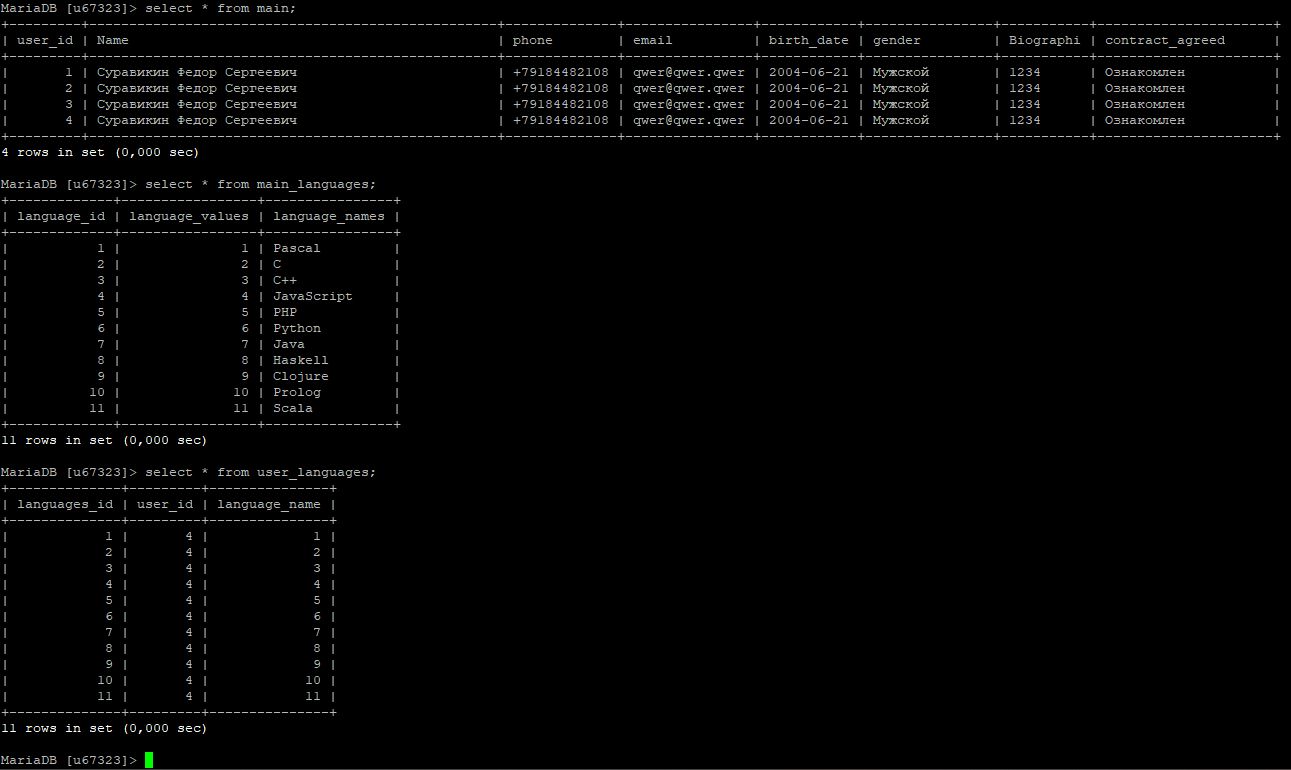 MariaDB [u67323]> select * from main;
+---------+---------------------------------------------------+--------------+----------------+------------+----------------+-----------+----------------------+
| user_id | Name                                              | phone        | email          | birth_date | gender         | Biographi | contract_agreed      |
+---------+---------------------------------------------------+--------------+----------------+------------+----------------+-----------+----------------------+
|       1 | Суравикин Федор Сергеевич                         | +79184482108 | qwer@qwer.qwer | 2004-06-21 | Мужской        | 1234      | Ознакомлен           |
|       2 | Суравикин Федор Сергеевич                         | +79184482108 | qwer@qwer.qwer | 2004-06-21 | Мужской        | 1234      | Ознакомлен           |
|       3 | Суравикин Федор Сергеевич                         | +79184482108 | qwer@qwer.qwer | 2004-06-21 | Мужской        | 1234      | Ознакомлен           |
|       4 | Суравикин Федор Сергеевич                         | +79184482108 | qwer@qwer.qwer | 2004-06-21 | Мужской        | 1234      | Ознакомлен           |
+---------+---------------------------------------------------+--------------+----------------+------------+----------------+-----------+----------------------+
4 rows in set (0,000 sec)

MariaDB [u67323]> select * from main_languages;
+-------------+-----------------+----------------+
| language_id | language_values | language_names |
+-------------+-----------------+----------------+
|           1 |               1 | Pascal         |
|           2 |               2 | C              |
|           3 |               3 | C++            |
|           4 |               4 | JavaScript     |
|           5 |               5 | PHP            |
|           6 |               6 | Python         |
|           7 |               7 | Java           |
|           8 |               8 | Haskell        |
|           9 |               9 | Clojure        |
|          10 |              10 | Prolog         |
|          11 |              11 | Scala          |
+-------------+-----------------+----------------+
11 rows in set (0,000 sec)

MariaDB [u67323]> select * from user_languages;
+--------------+---------+---------------+
| languages_id | user_id | language_name |
+--------------+---------+---------------+
|            1 |       4 |             1 |
|            2 |       4 |             2 |
|            3 |       4 |             3 |
|            4 |       4 |             4 |
|            5 |       4 |             5 |
|            6 |       4 |             6 |
|            7 |       4 |             7 |
|            8 |       4 |             8 |
|            9 |       4 |             9 |
|           10 |       4 |            10 |
|           11 |       4 |            11 |
+--------------+---------+---------------+
11 rows in set (0,000 sec)

MariaDB [u67323]>